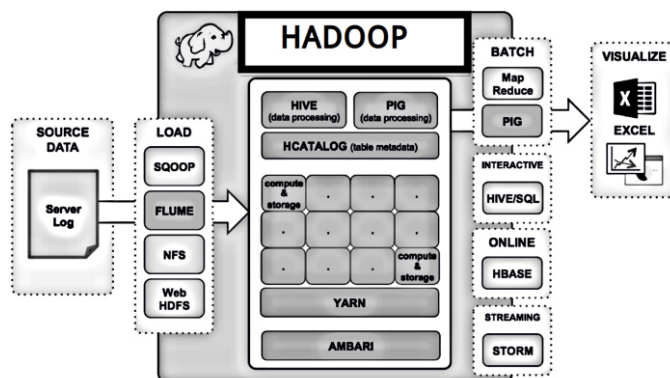 HADOOP
SOURCE
DATA
Server
Log
LOAD
SQOOP
FLUME
NFS
Web
HDFS
HIVE
(data processing)
PIG
(data processing)
HCATALOG (table metadata)
compute
&
storage
. . .
. . . .
. . .
compute
&
storage
YARN
AMBARI
BATCH
Map
Reduce
PIG
INTERACTIVE
HIVE/SQL
ONLINE
HBASE
STREAMING
STORM
VISUALIZE
X
EXCEL